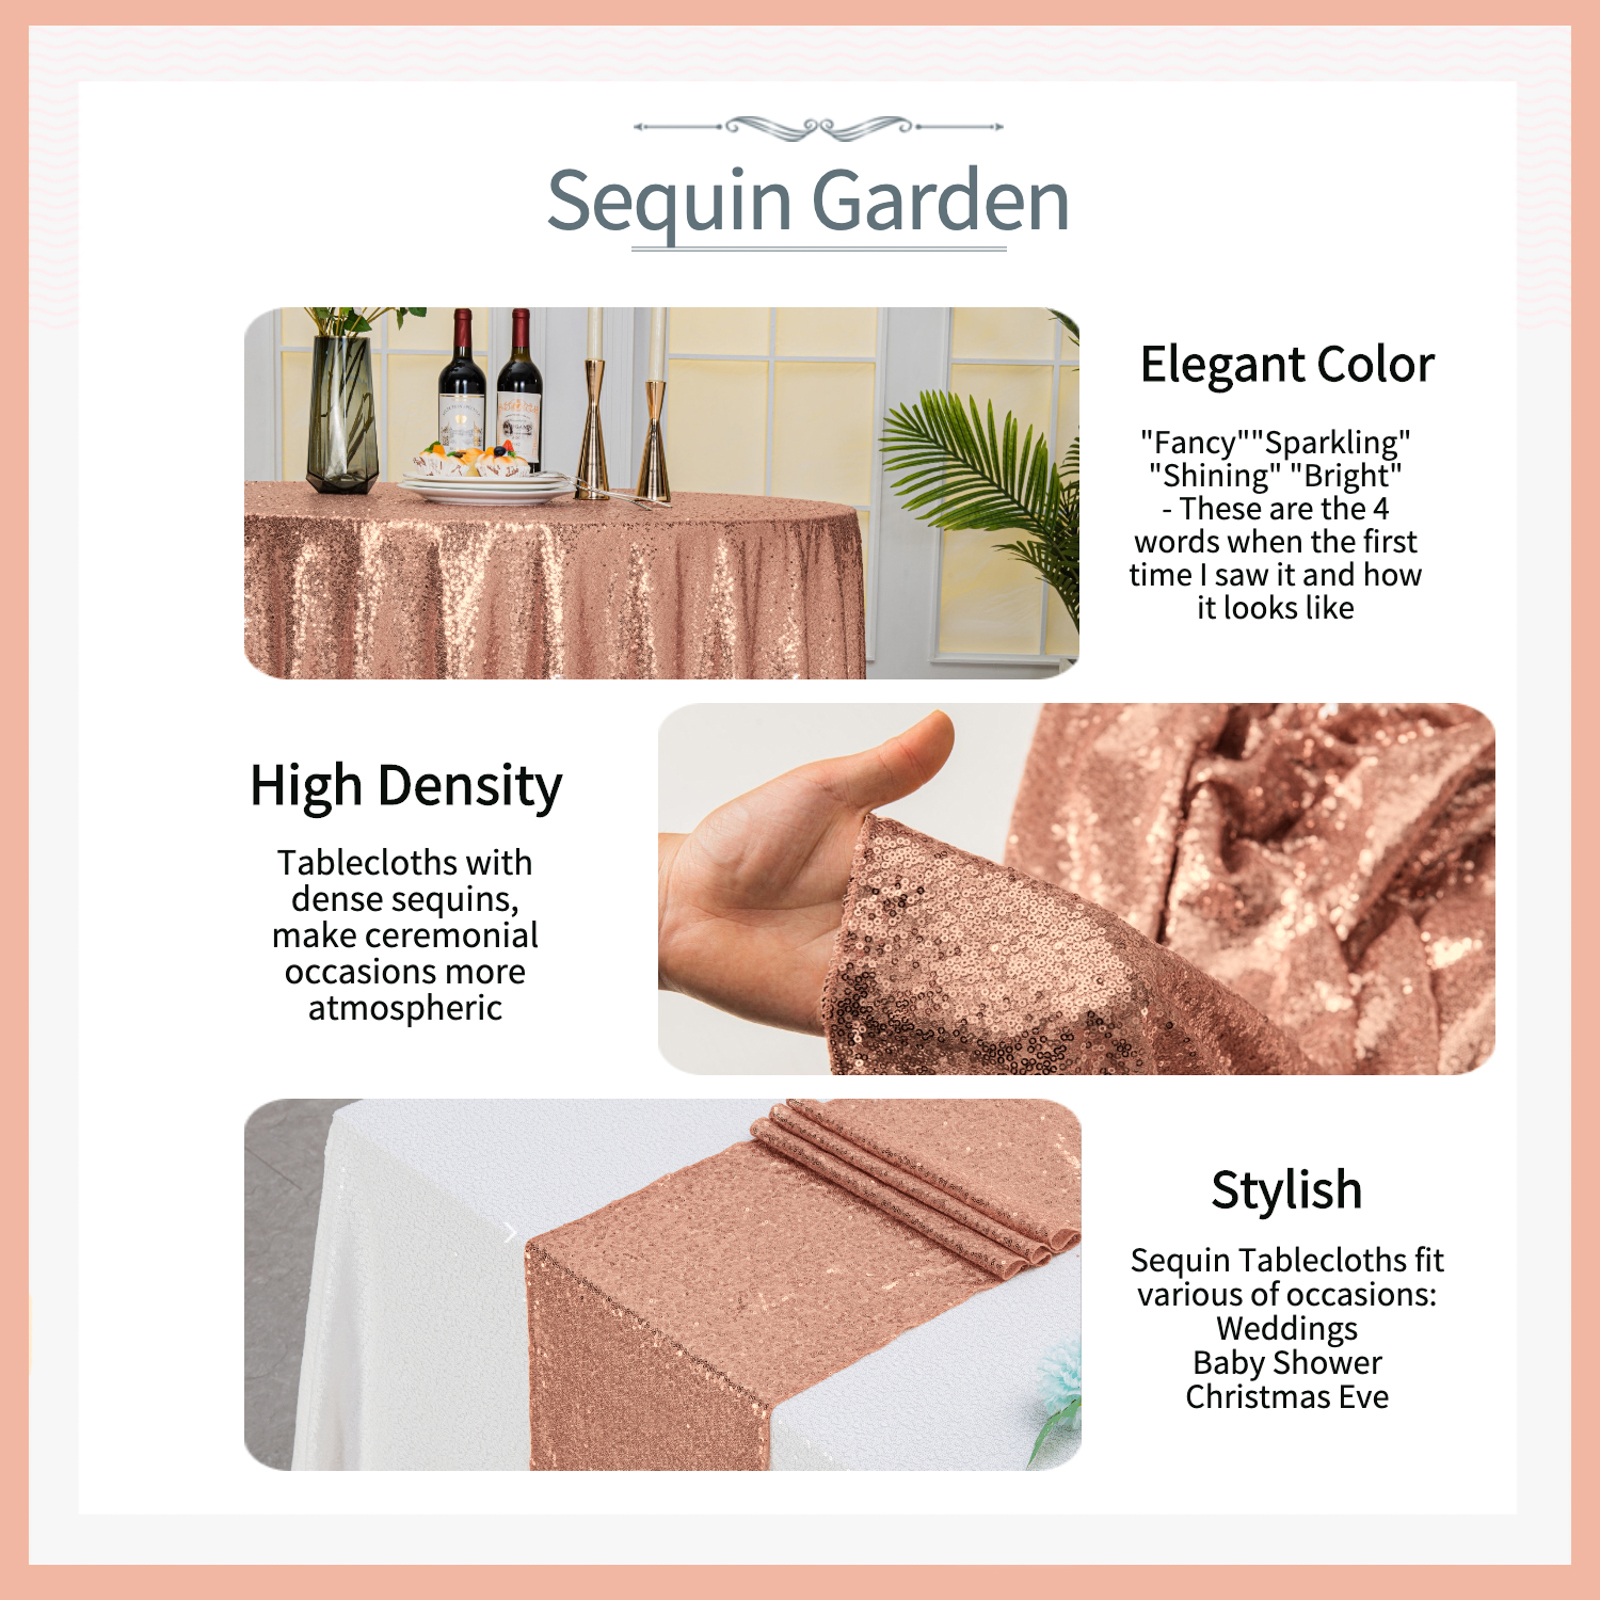 Sequin Garden
Elegant Color
"Fancy""Sparkling"
"Shining" "Bright"
- These are the 4
words when the first
time I saw it and how
it looks like
High Density
Tablecloths with
dense sequins,
make ceremonial
occasions more
atmospheric
Stylish
Sequin Tablecloths fit
various of occasions:
Weddings
Baby Shower
Christmas Eve